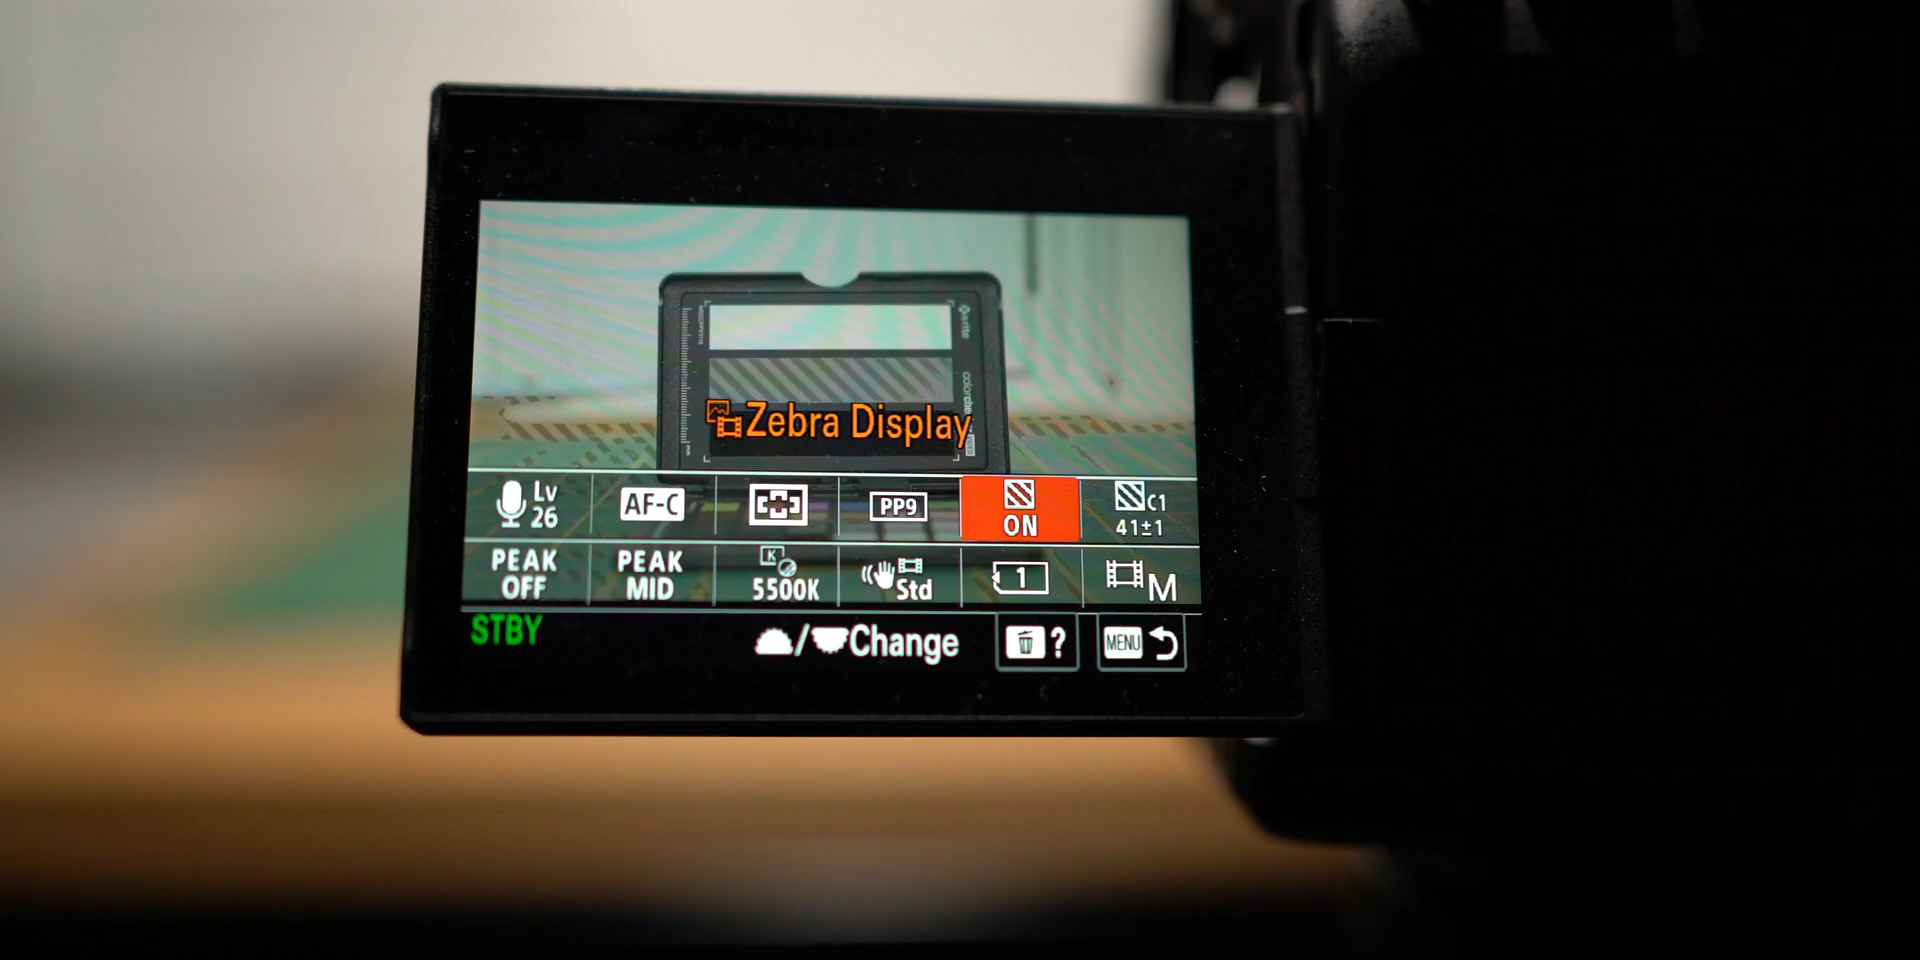 xrite
Zebra Display
Lv
26
AF-C
PP9
ON
C1
41±1
PEAK
OFF
PEAK
MID
K
5500K
Std
1
M
STBY
/ Change
?
MENU